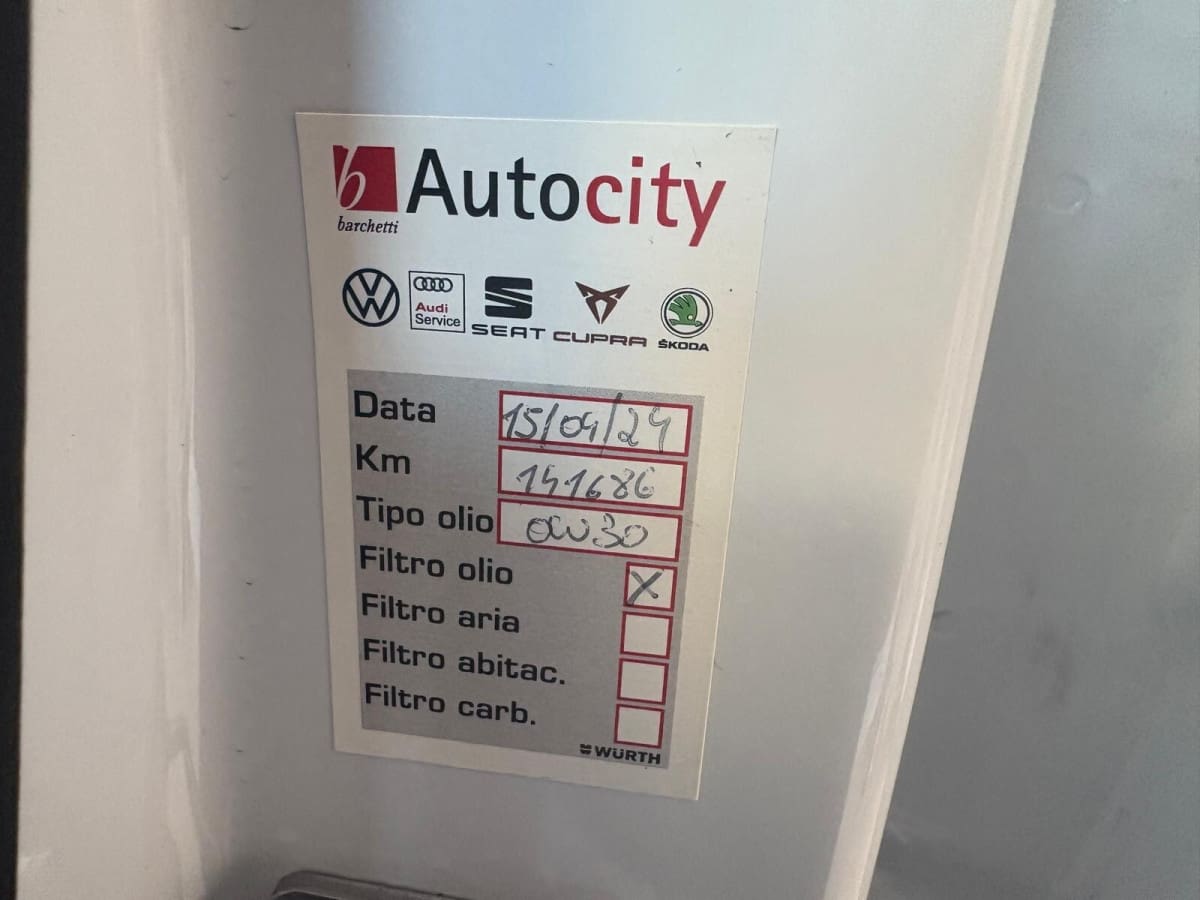 b Autocity
barchetti
Audi
Service
SEAT
CUPRA
ŠKODA
Data 15/04/24
Km 141686
Tipo olio 0W30
Filtro olio X
Filtro aria
Filtro abitac.
Filtro carb.
WÜRTH